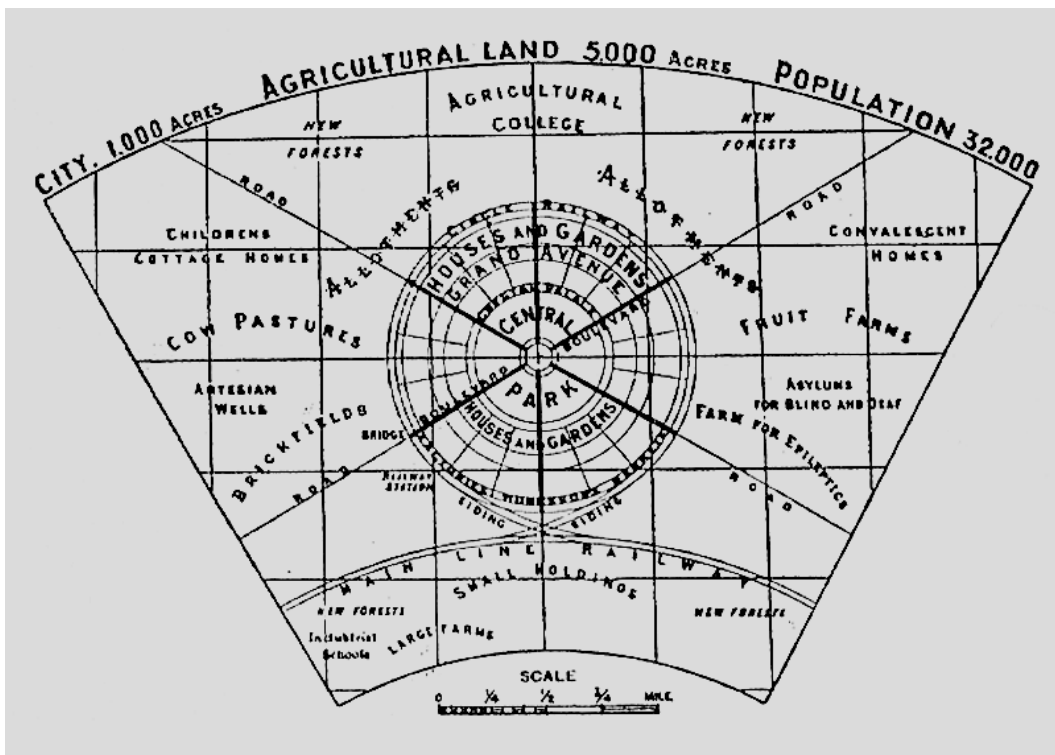 CITY. 1,000 ACRES AGRICULTURAL LAND 5,000 ACRES POPULATION 32,000
AGRICULTURAL
COLLEGE
NEW
FORESTS
NEW
FORESTS
ROAD
ROAD
ALLOTMENTS
ALLOTMENTS
CHILDRENS
COTTAGE HOMES
CONVALESCENT
HOMES
CIRCLE RAILWAY
HOUSES AND GARDENS
GRAND AVENUE
CRYSTAL PALACE
CENTRAL
PARK
BOULEVARD
BOULEVARD
HOUSES AND GARDENS
COW PASTURES
FRUIT FARMS
ARTESIAN
WELLS
ASYLUMS
FOR BLIND AND DEAF
BRICKFIELDS
FARM FOR EPILEPTICS
BRIDGE
ROAD
ROAD
RAILWAY
STATION
SIDING
SIDING
MAIN LINE RAILWAY
SMALL HOLDINGS
NEW FORESTS
NEW FORESTS
Industrial
Schools
LARGE FARMS
SCALE
0 1/4 1/2 3/4 MILE.